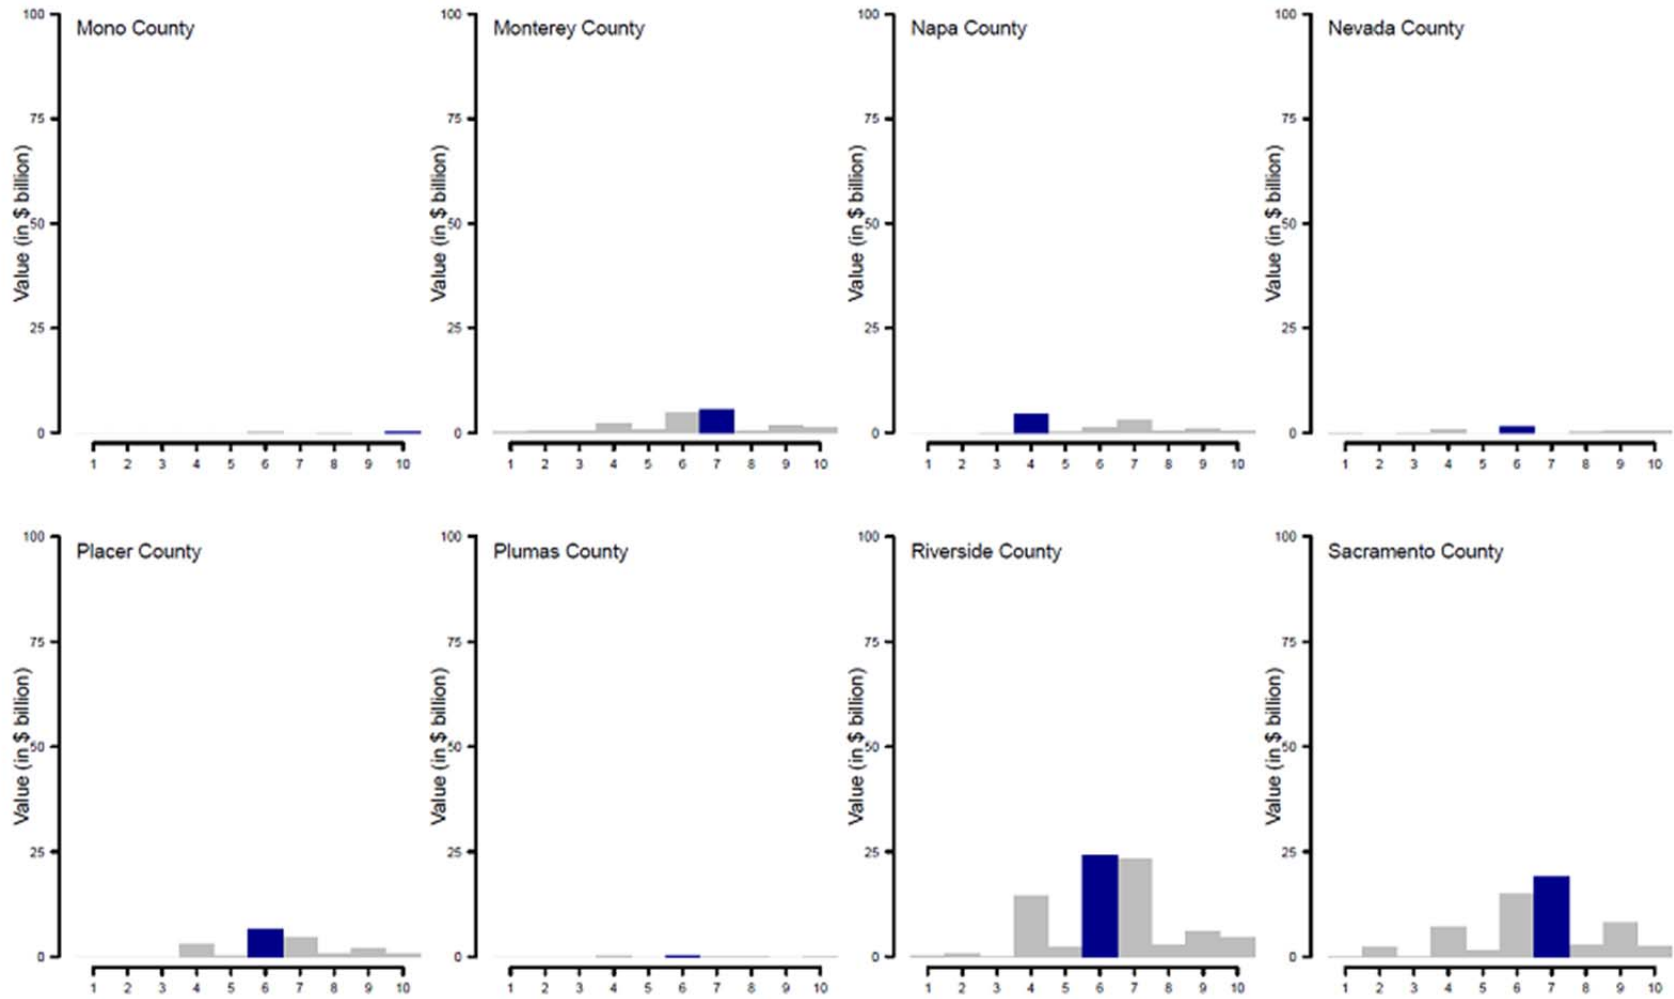 Mono County
100
75
50
25
0
Value (in $ billion)
1 2 3 4 5 6 7 8 9 10
Monterey County
100
75
50
25
0
Value (in $ billion)
1 2 3 4 5 6 7 8 9 10
Napa County
100
75
50
25
0
Value (in $ billion)
1 2 3 4 5 6 7 8 9 10
Nevada County
100
75
50
25
0
Value (in $ billion)
1 2 3 4 5 6 7 8 9 10
Placer County
100
75
50
25
0
Value (in $ billion)
1 2 3 4 5 6 7 8 9 10
Plumas County
100
75
50
25
0
Value (in $ billion)
1 2 3 4 5 6 7 8 9 10
Riverside County
100
75
50
25
0
Value (in $ billion)
1 2 3 4 5 6 7 8 9 10
Sacramento County
100
75
50
25
0
Value (in $ billion)
1 2 3 4 5 6 7 8 9 10